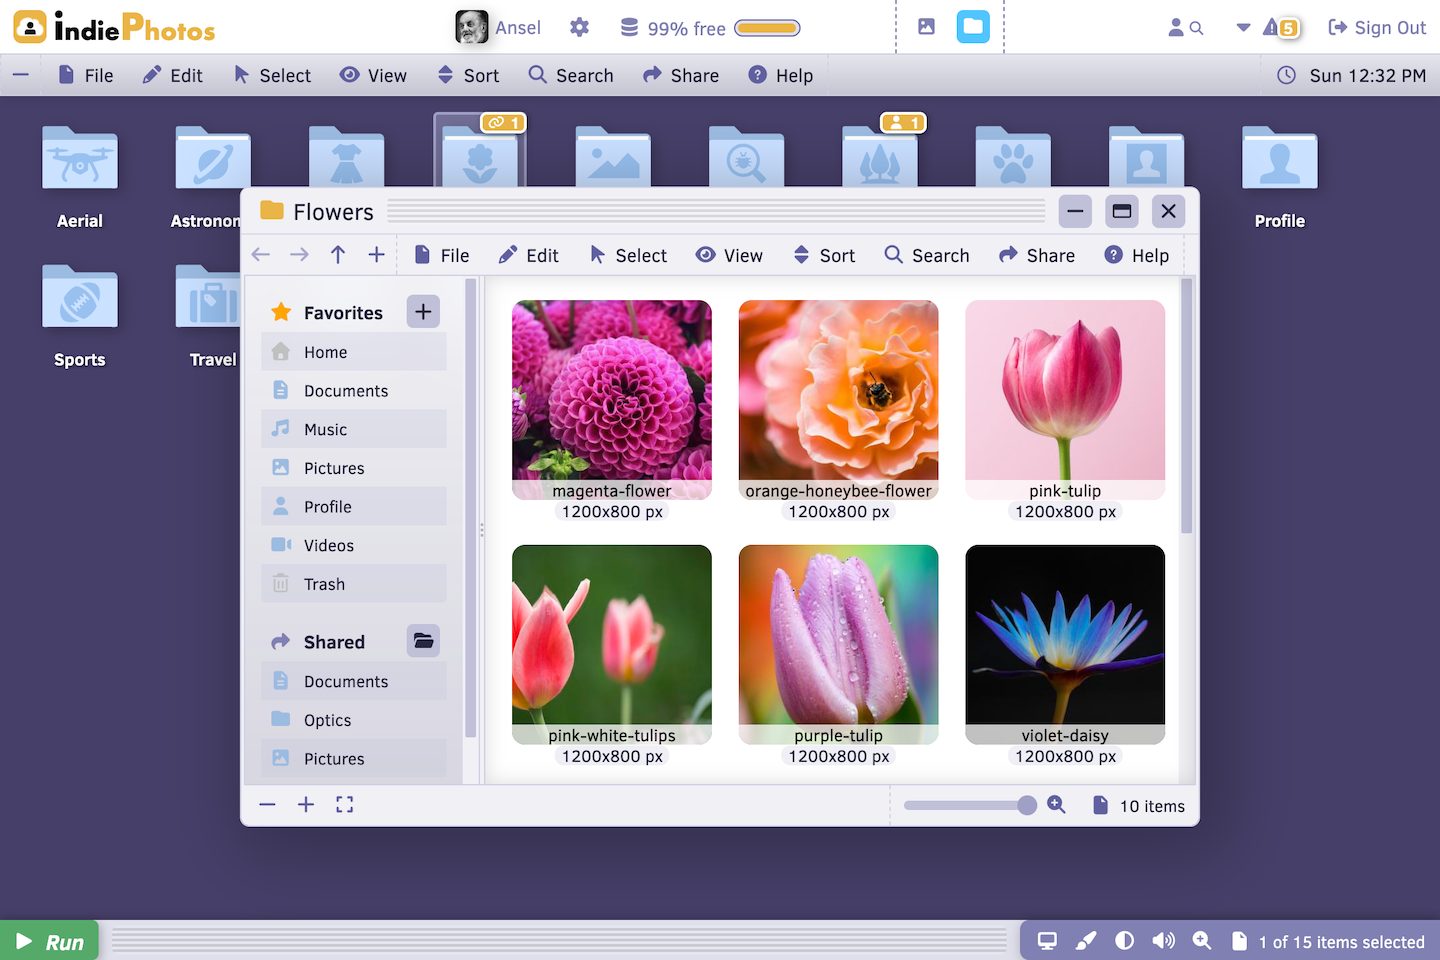 indiePhotos
Ansel
99% free
5
Sign Out
File
Edit
Select
View
Sort
Search
Share
Help
Sun 12:32 PM
1
1
Aerial
Astronom
Profile
Sports
Travel
Flowers
File
Edit
Select
View
Sort
Search
Share
Help
Favorites
Home
Documents
Music
Pictures
Profile
Videos
Trash
Shared
Documents
Optics
Pictures
magenta-flower
1200x800 px
orange-honeybee-flower
1200x800 px
pink-tulip
1200x800 px
pink-white-tulips
1200x800 px
purple-tulip
1200x800 px
violet-daisy
1200x800 px
10 items
Run
1 of 15 items selected